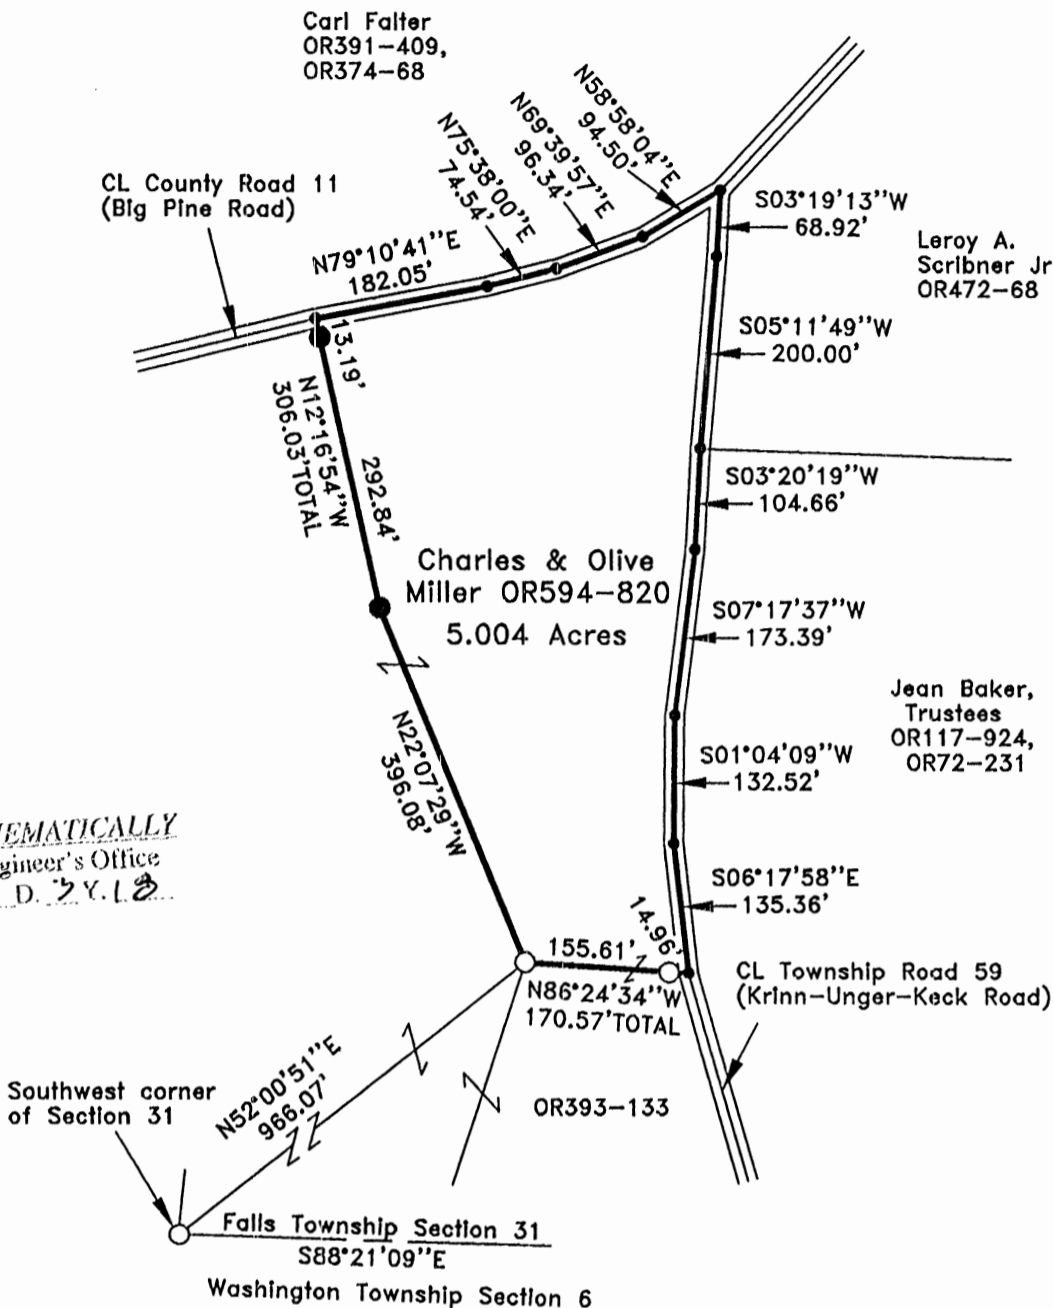 Carl Falter
OR391-409,
OR374-68
N58°58'04"E
94.50'
N69°39'57"E
96.34'
N75°38'00"E
74.54'
CL County Road 11
(Big Pine Road)
N79°10'41"E
182.05'
S03°19'13"W
68.92'
Leroy A.
Scribner Jr
OR472-68
13.19'
S05°11'49"W
200.00'
N12°16'54"W
306.03'TOTAL
292.84'
S03°20'19"W
104.66'
Charles & Olive
Miller OR594-820
5.004 Acres
S07°17'37"W
173.39'
Jean Baker,
Trustees
OR117-924,
OR72-231
N22°07'29"W
396.08'
S01°04'09"W
132.52'
EMATICALLY
gineer's Office
D. Y.
S06°17'58"E
135.36'
14.96'
155.61'
N86°24'34"W
170.57'TOTAL
CL Township Road 59
(Krinn-Unger-Keck Road)
N52°00'51"E
966.07'
Southwest corner
of Section 31
OR393-133
Falls Township Section 31
S88°21'09"E
Washington Township Section 6